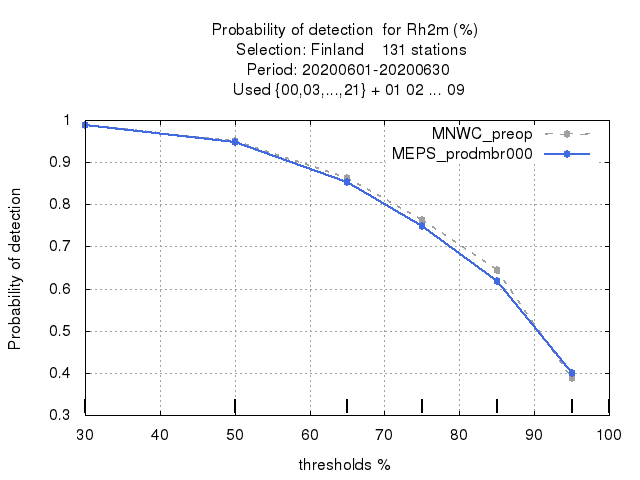 Probability of detection  for Rh2m (%)
Selection: Finland    131 stations
Period: 20200601-20200630
Used {00,03,...,21} + 01 02 ... 09
MNWC_preop
MEPS_prodmbr000
Probability of detection
1
0.9
0.8
0.7
0.6
0.5
0.4
0.3
30 40 50 60 70 80 90 100
thresholds %